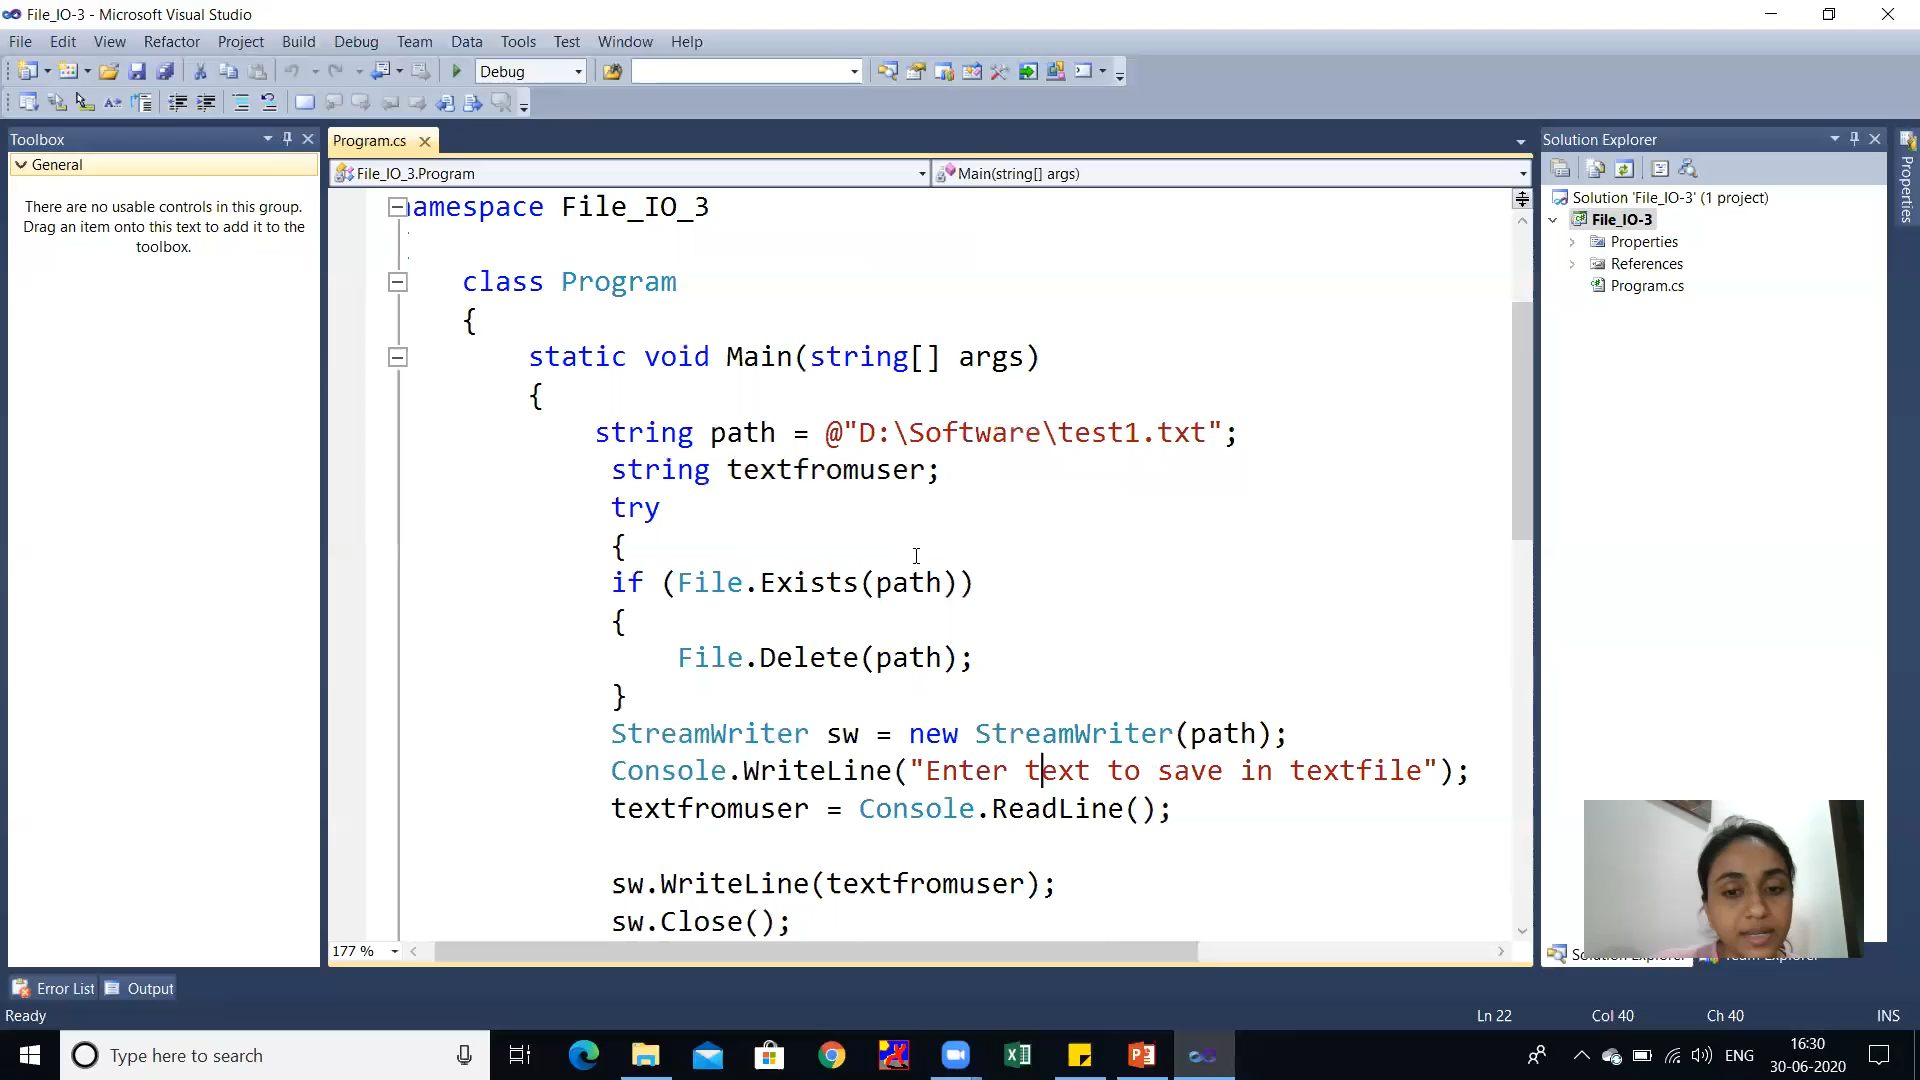 File_IO-3 - Microsoft Visual Studio
File Edit View Refactor Project Build Debug Team Data Tools Test Window Help
Debug
Toolbox
General
There are no usable controls in this group.
Drag an item onto this text to add it to the
toolbox.
Program.cs
File_IO_3.Program
Main(string[] args)
amespace File_IO_3
class Program
{
static void Main(string[] args)
{
string path = @"D:\Software\test1.txt";
string textfromuser;
try
{
if (File.Exists(path))
{
File.Delete(path);
}
StreamWriter sw = new StreamWriter(path);
Console.WriteLine("Enter text to save in textfile");
textfromuser = Console.ReadLine();
sw.WriteLine(textfromuser);
sw.Close();
177 %
Solution Explorer
Solution 'File_IO-3' (1 project)
File_IO-3
Properties
References
Program.cs
Properties
Error List Output
Ready
Ln 22 Col 40 Ch 40 INS
Type here to search
ENG
16:30
30-06-2020